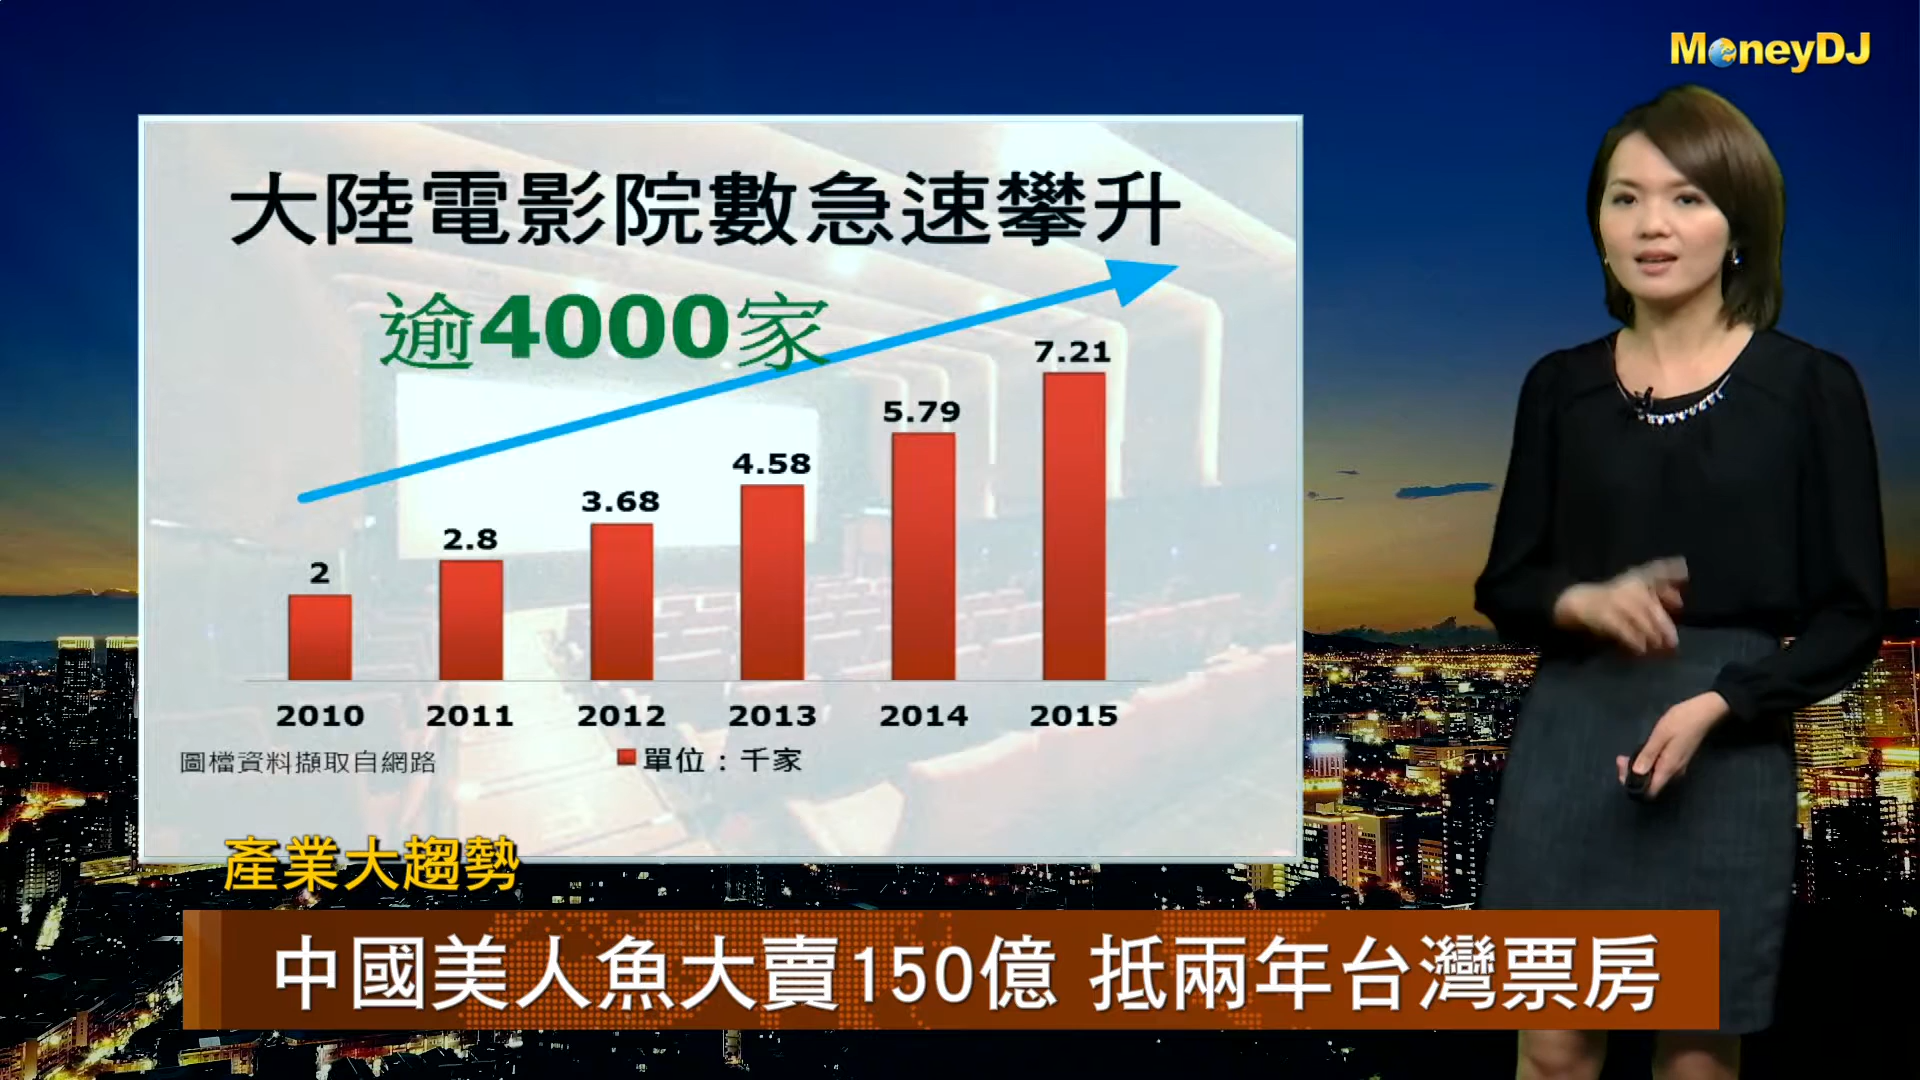 MoneyDJ
大陸電影院數急速攀升
逾4000家
7.21
5.79
4.58
3.68
2.8
2
2010 2011 2012 2013 2014 2015
圖檔資料擷取自網路
單位：千家
產業大趨勢
中國美人魚大賣150億 抵兩年台灣票房